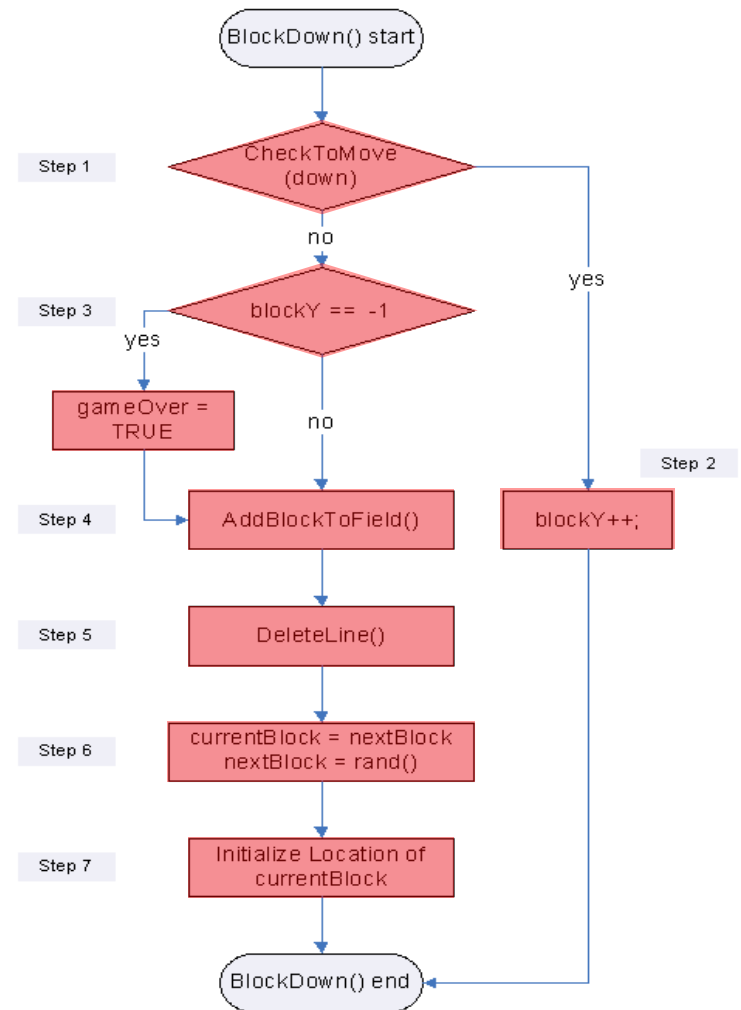 BlockDown() start
Step 1
CheckToMove
(down)
no
yes
Step 3
blockY == -1
yes
gameOver =
TRUE
no
Step 2
Step 4
AddBlockToField()
blockY++;
Step 5
DeleteLine()
Step 6
currentBlock = nextBlock
nextBlock = rand()
Step 7
Initialize Location of
currentBlock
BlockDown() end